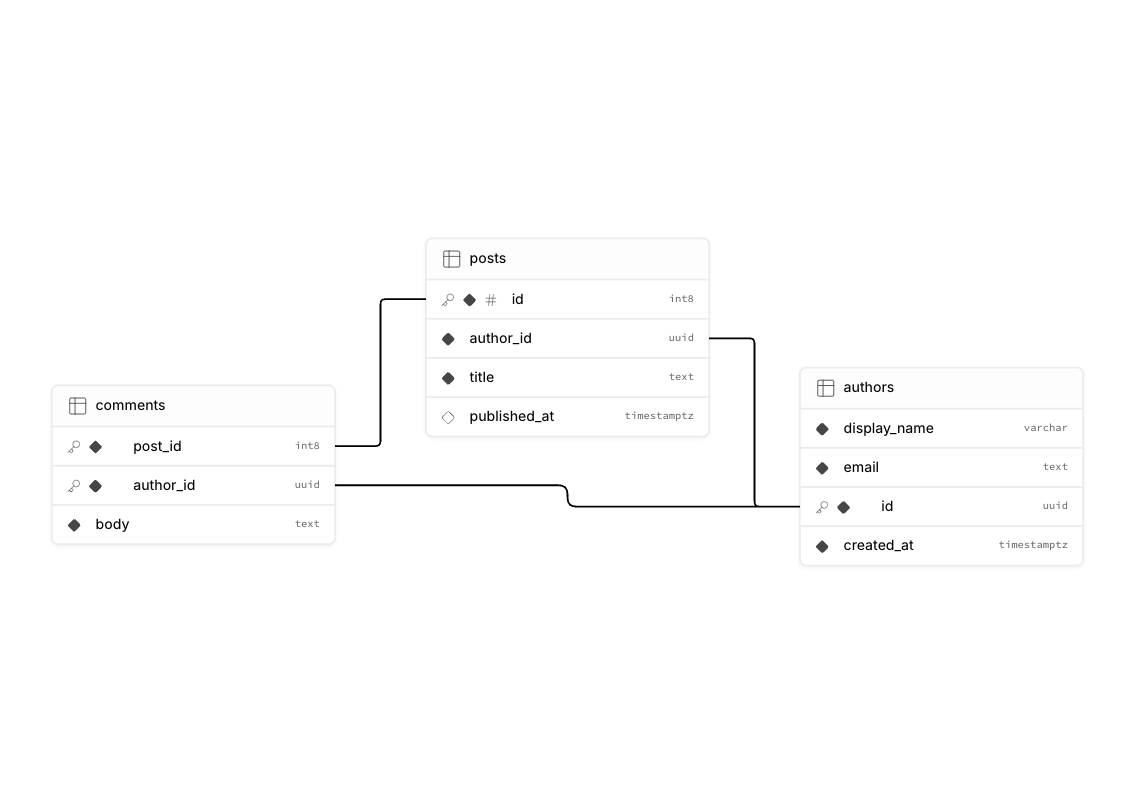 posts
id int8
author_id uuid
title text
published_at timestamptz
comments
post_id int8
author_id uuid
body text
authors
display_name varchar
email text
id uuid
created_at timestamptz